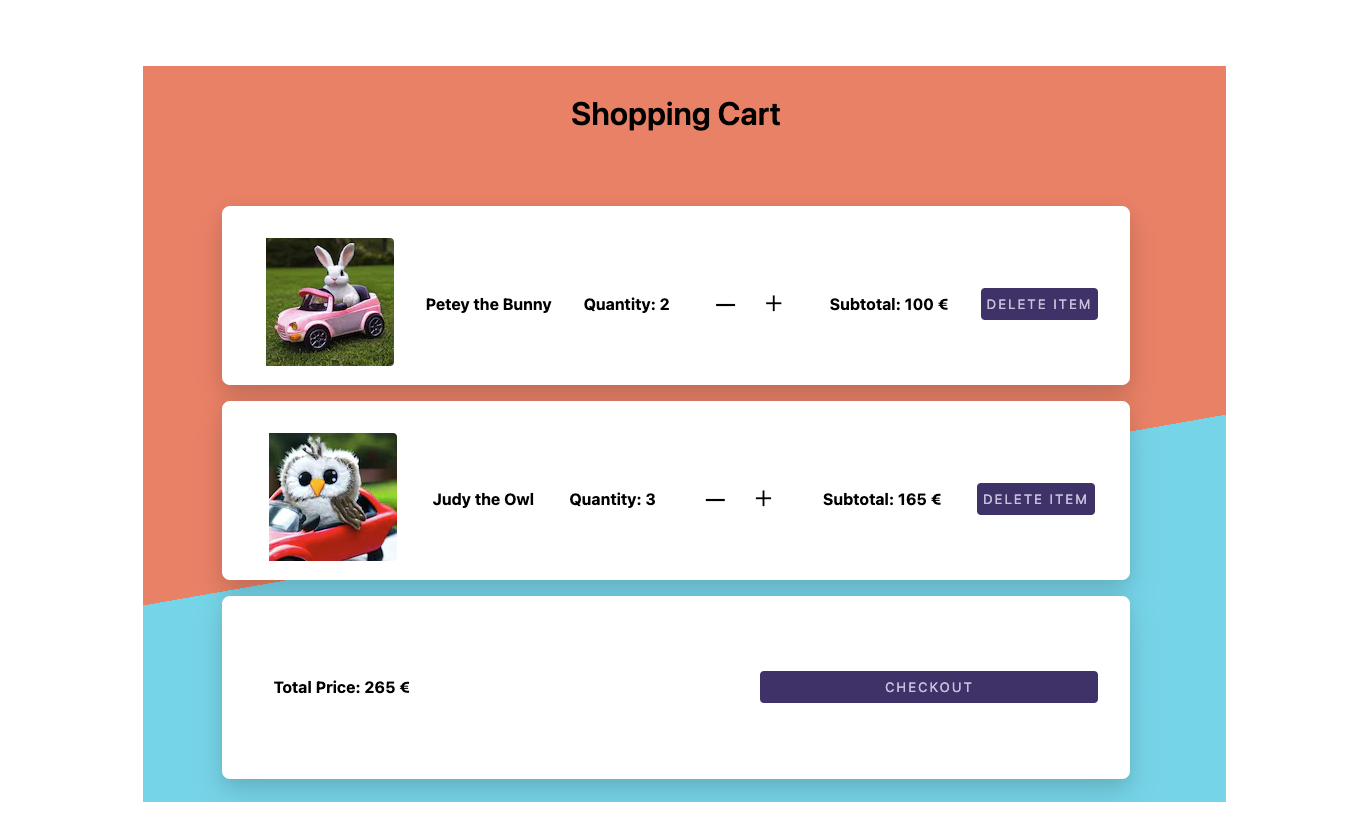 Shopping Cart
Petey the Bunny Quantity: 2 — + Subtotal: 100 € DELETE ITEM
Judy the Owl Quantity: 3 — + Subtotal: 165 € DELETE ITEM
Total Price: 265 € CHECKOUT